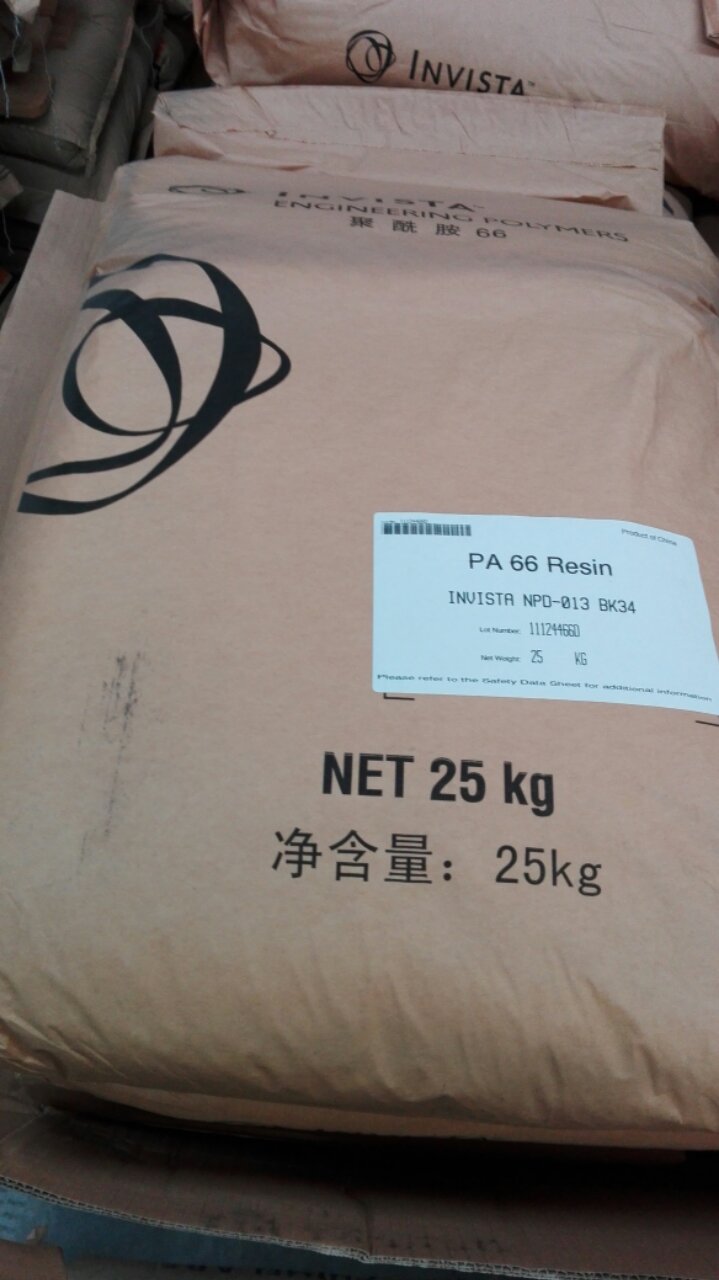 INVISTA™
INVISTA™
ENGINEERING POLYMERS
聚酰胺 66
Product of China
PA 66 Resin
INVISTA NPD-013 BK34
Lot Number: 11124466D
Net Weight: 25 KG
Please refer to the Safety Data Sheet for additional information
NET 25 kg
净含量：25kg